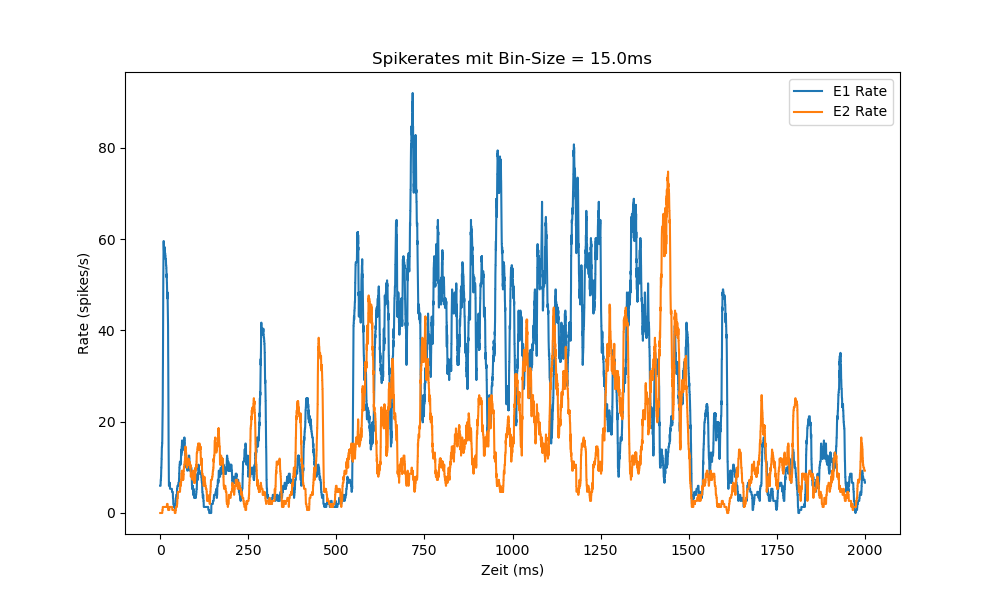 Spikerates mit Bin-Size = 15.0ms
E1 Rate
E2 Rate
Rate (spikes/s)
80
60
40
20
0
0 250 500 750 1000 1250 1500 1750 2000
Zeit (ms)